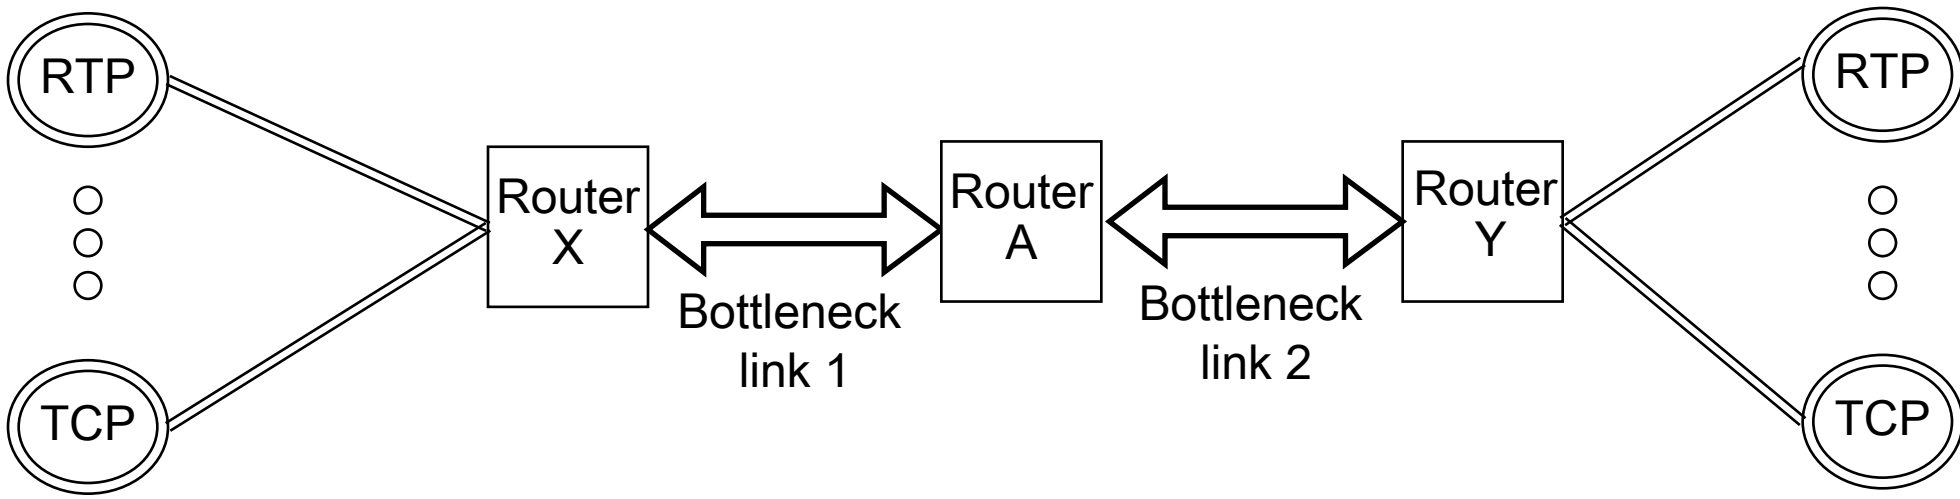 RTP
TCP
Router
X
Bottleneck
link 1
Router
A
Bottleneck
link 2
Router
Y
RTP
TCP